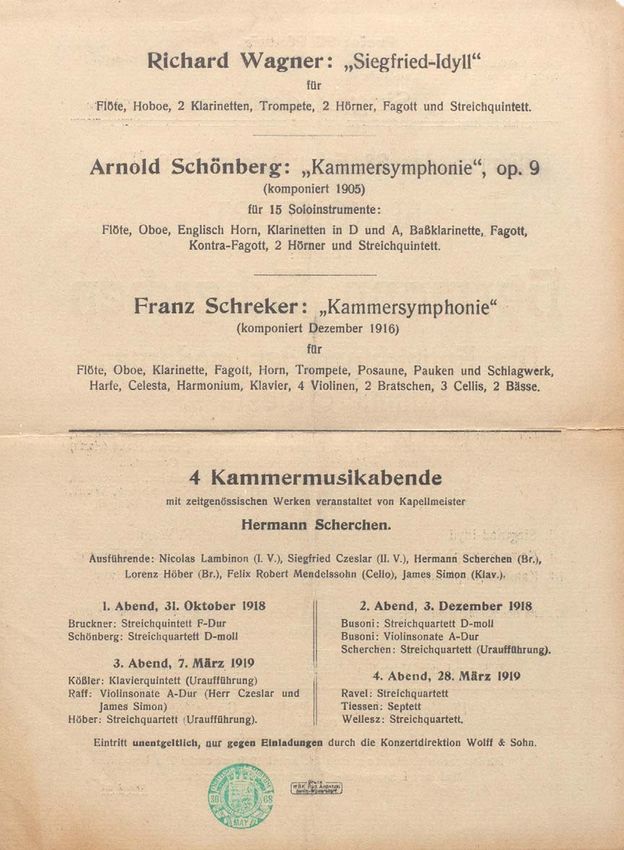 Richard Wagner: „Siegfried-Idyll“
für
Flöte, Hoboe, 2 Klarinetten, Trompete, 2 Hörner, Fagott und Streichquintett.
Arnold Schönberg: „Kammersymphonie“, op. 9
(komponiert 1905)
für 15 Soloinstrumente:
Flöte, Oboe, Englisch Horn, Klarinetten in D und A, Baßklarinette, Fagott,
Kontra-Fagott, 2 Hörner und Streichquintett.
Franz Schreker: „Kammersymphonie“
(komponiert Dezember 1916)
für
Flöte, Oboe, Klarinette, Fagott, Horn, Trompete, Posaune, Pauken und Schlagwerk,
Harfe, Celesta, Harmonium, Klavier, 4 Violinen, 2 Bratschen, 3 Cellis, 2 Bässe.
4 Kammermusikabende
mit zeitgenössischen Werken veranstaltet von Kapellmeister
Hermann Scherchen.
Ausführende: Nicolas Lambinon (I. V.), Siegfried Czeslar (II. V.), Hermann Scherchen (Br.),
Lorenz Höber (Br.), Felix Robert Mendelssohn (Cello), James Simon (Klav.).
1. Abend, 31. Oktober 1918
Bruckner: Streichquintett F-Dur
Schönberg: Streichquartett D-moll
3. Abend, 7. März 1919
Kößler: Klavierquintett (Uraufführung)
Raff: Violinsonate A-Dur (Herr Czeslar und
James Simon)
Höber: Streichquartett (Uraufführung).
2. Abend, 3. Dezember 1918
Busoni: Streichquartett D-moll
Busoni: Violinsonate A-Dur
Scherchen: Streichquartett (Uraufführung).
4. Abend, 28. März 1919
Ravel: Streichquartett
Tiessen: Septett
Wellesz: Streichquartett.
Eintritt unentgeltlich, nur gegen Einladungen durch die Konzertdirektion Wolff & Sohn.
30 68
MAY
Druck